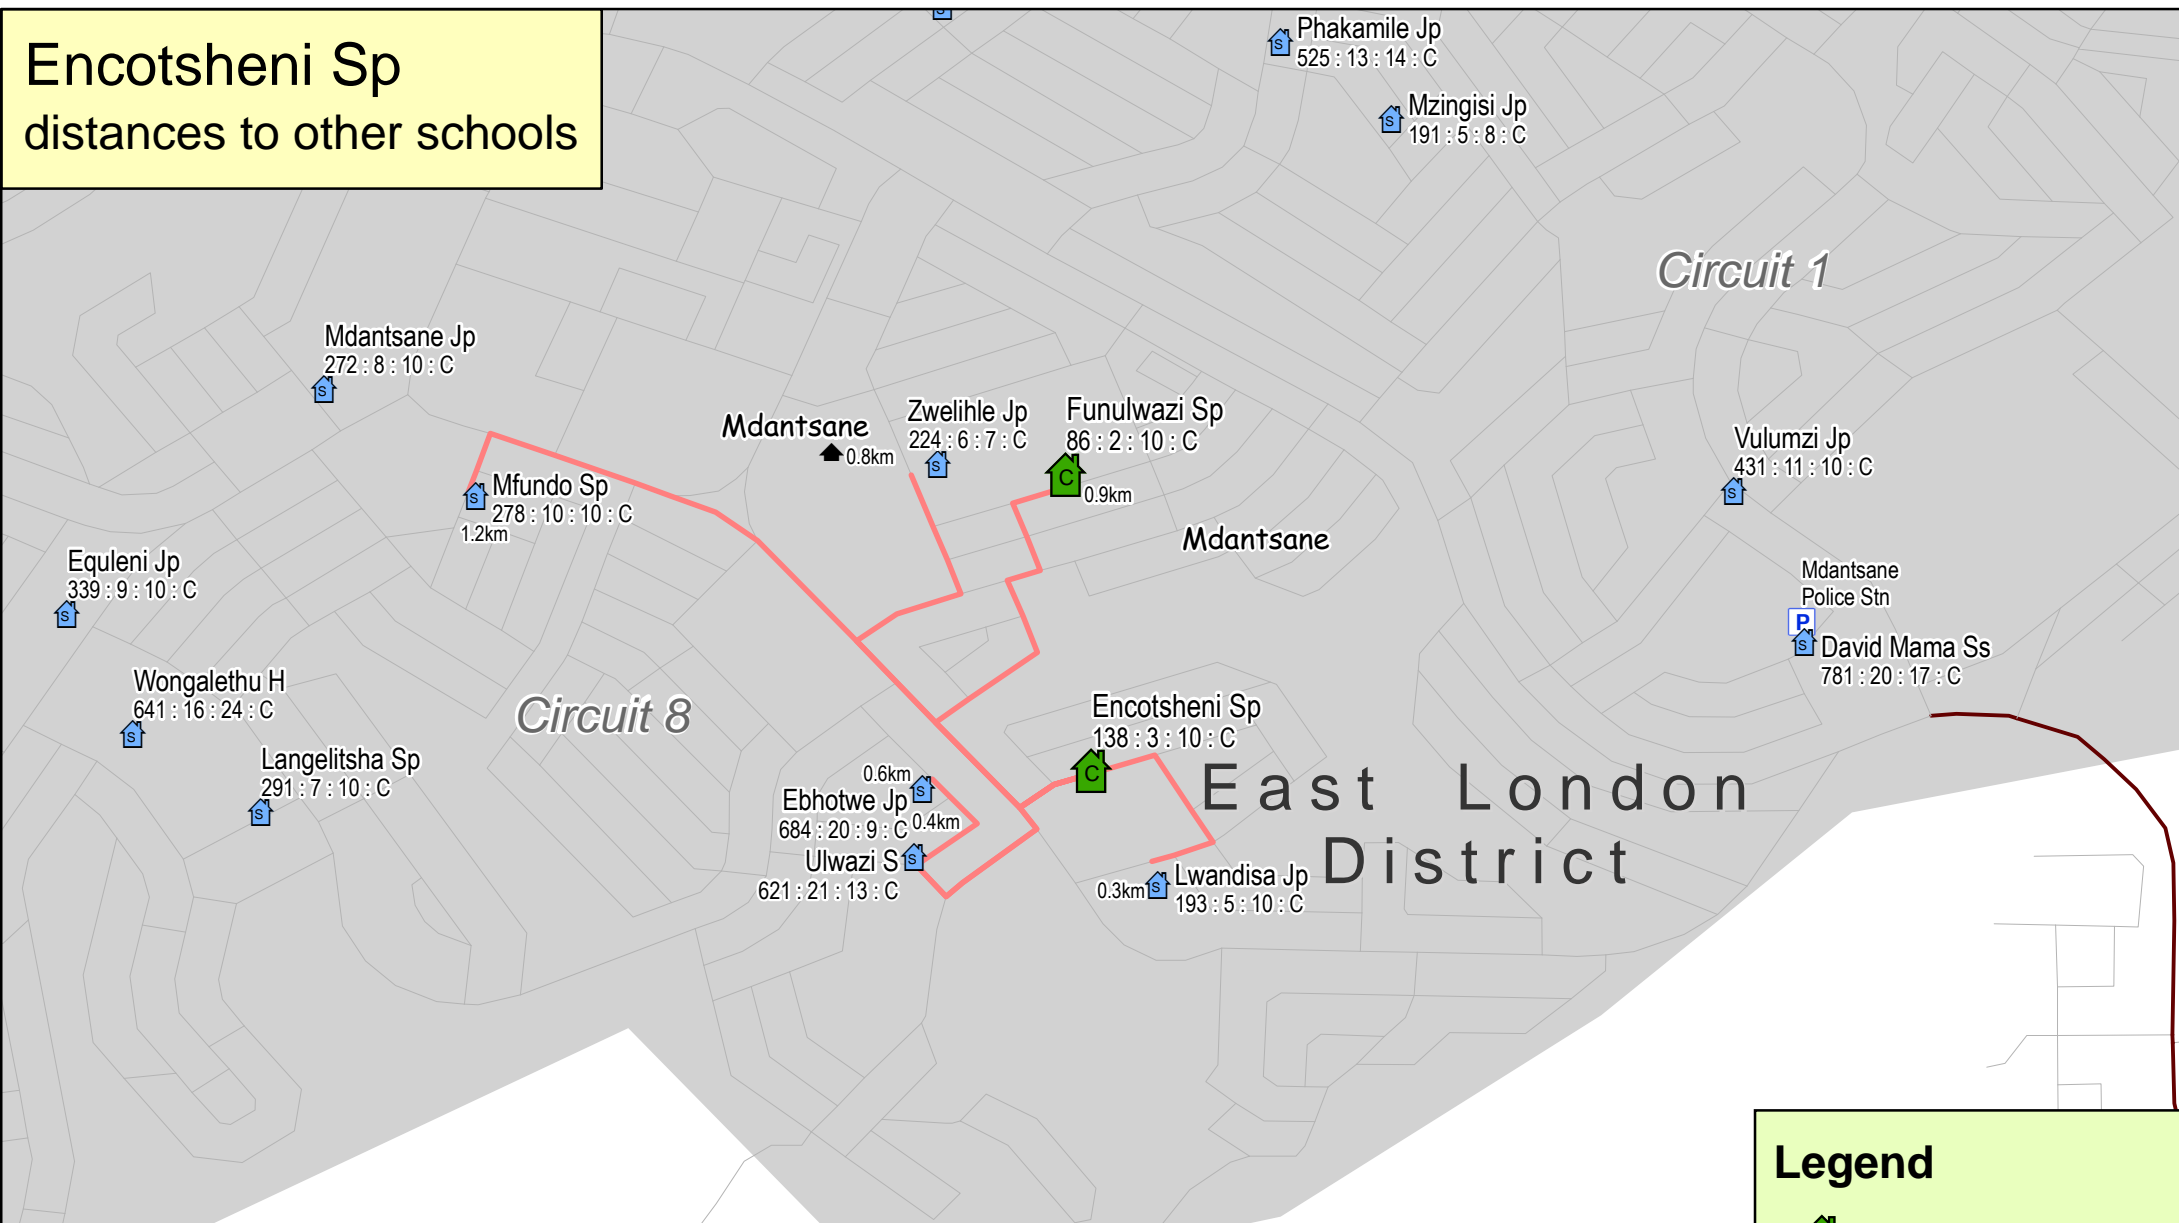 Encotsheni Sp
distances to other schools
S
Phakamile Jp
S
525 : 13 : 14 : C
Mzingisi Jp
S
191 : 5 : 8 : C
Circuit 1
Mdantsane Jp
272 : 8 : 10 : C
S
Mdantsane
0.8km
Zwelihle Jp
224 : 6 : 7 : C
S
Funulwazi Sp
86 : 2 : 10 : C
C
0.9km
Vulumzi Jp
431 : 11 : 10 : C
S
Mfundo Sp
S
278 : 10 : 10 : C
1.2km
Mdantsane
Equleni Jp
339 : 9 : 10 : C
S
Mdantsane
Police Stn
P
S
David Mama Ss
781 : 20 : 17 : C
Wongalethu H
641 : 16 : 24 : C
S
Circuit 8
Encotsheni Sp
138 : 3 : 10 : C
C
Langelitsha Sp
291 : 7 : 10 : C
S
0.6km
S
Ebhotwe Jp
684 : 20 : 9 : C
0.4km
Ulwazi S
S
621 : 21 : 13 : C
East London
District
0.3km
S
Lwandisa Jp
193 : 5 : 10 : C
Legend